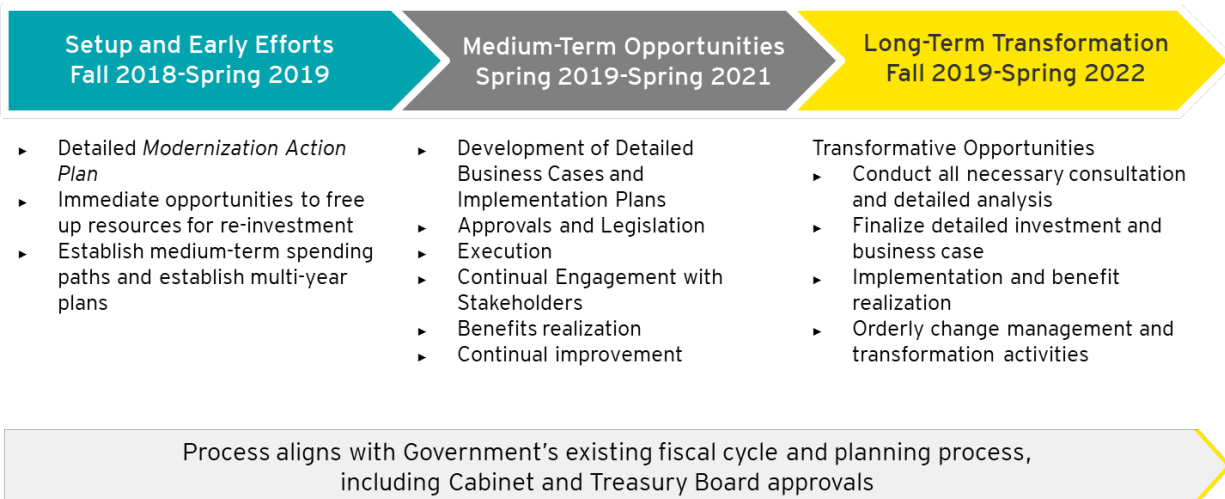 Setup and Early Efforts
Fall 2018-Spring 2019
Medium-Term Opportunities
Spring 2019-Spring 2021
Long-Term Transformation
Fall 2019-Spring 2022
► Detailed Modernization Action
Plan
► Immediate opportunities to free
up resources for re-investment
► Establish medium-term spending
paths and establish multi-year
plans
► Development of Detailed
Business Cases and
Implementation Plans
► Approvals and Legislation
► Execution
► Continual Engagement with
Stakeholders
► Benefits realization
► Continual improvement
Transformative Opportunities
► Conduct all necessary consultation
and detailed analysis
► Finalize detailed investment and
business case
► Implementation and benefit
realization
► Orderly change management and
transformation activities
Process aligns with Government's existing fiscal cycle and planning process,
including Cabinet and Treasury Board approvals